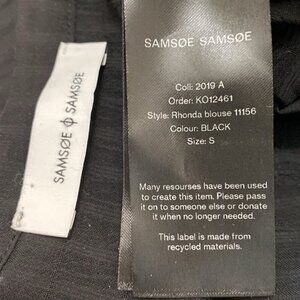 SAMSØE Φ SAMSØE
SAMSØE SAMSØE
Coll: 2019 A
Order: KO12461
Style: Rhonda blouse 11156
Colour: BLACK
Size: S
Many resourses have been used
to create this item. Please pass
it on to someone else or donate
it when no longer needed.
This label is made from
recycled materials.